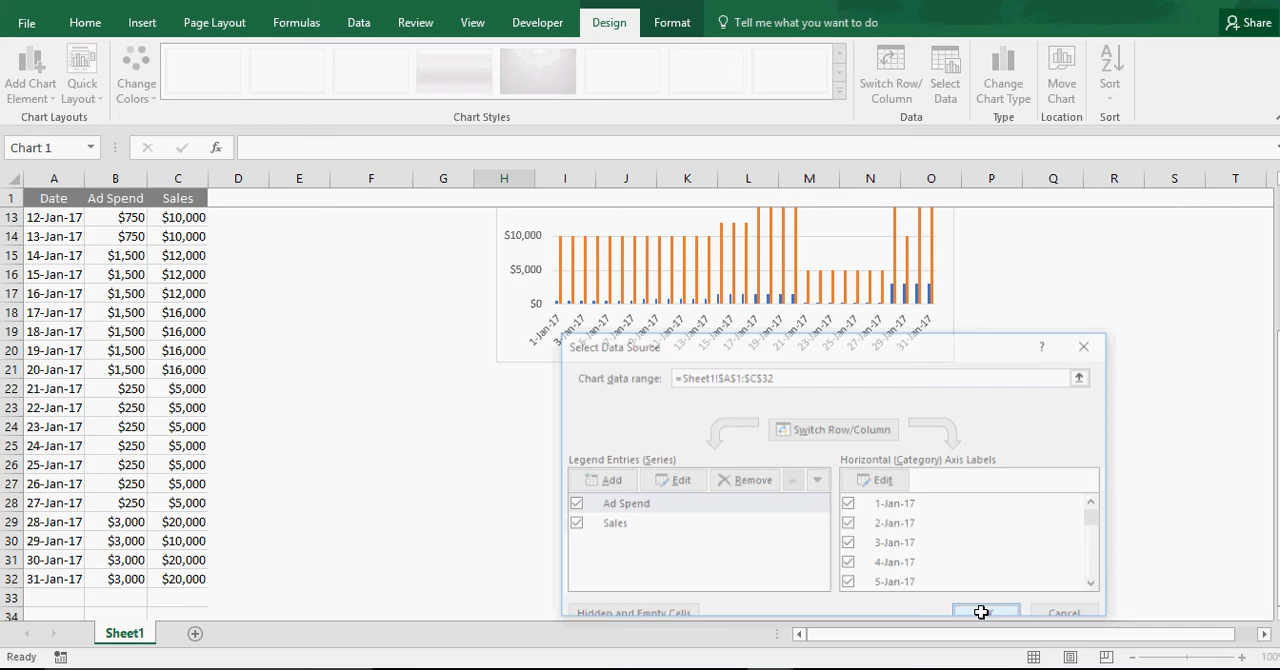 File Home Insert Page Layout Formulas Data Review View Developer Design Format Tell me what you want to do Share
Add Chart Element Quick Layout Change Colors Switch Row/ Column Select Data Change Chart Type Move Chart Sort
Chart Layouts Chart Styles Data Type Location Sort
Chart 1 fx
A B C D E F G H I J K L M N O P Q R S T
1 Date Ad Spend Sales
13 12-Jan-17 $750 $10,000
14 13-Jan-17 $750 $10,000
15 14-Jan-17 $1,500 $12,000
16 15-Jan-17 $1,500 $12,000
17 16-Jan-17 $1,500 $12,000
18 17-Jan-17 $1,500 $16,000
19 18-Jan-17 $1,500 $16,000
20 19-Jan-17 $1,500 $16,000
21 20-Jan-17 $1,500 $16,000
22 21-Jan-17 $250 $5,000
23 22-Jan-17 $250 $5,000
24 23-Jan-17 $250 $5,000
25 24-Jan-17 $250 $5,000
26 25-Jan-17 $250 $5,000
27 26-Jan-17 $250 $5,000
28 27-Jan-17 $250 $5,000
29 28-Jan-17 $3,000 $20,000
30 29-Jan-17 $3,000 $10,000
31 30-Jan-17 $3,000 $20,000
32 31-Jan-17 $3,000 $20,000
33
34
$10,000
$5,000
$0
1-Jan-17 3-Jan-17 5-Jan-17 7-Jan-17 9-Jan-17 11-Jan-17 13-Jan-17 15-Jan-17 17-Jan-17 19-Jan-17 21-Jan-17 23-Jan-17 25-Jan-17 27-Jan-17 29-Jan-17 31-Jan-17
Select Data Source ?
Chart data range: =Sheet1!$A$1:$C$32
Switch Row/Column
Legend Entries (Series) Horizontal (Category) Axis Labels
Add Edit Remove Edit
Ad Spend 1-Jan-17
Sales 2-Jan-17
3-Jan-17
4-Jan-17
5-Jan-17
Hidden and Empty Cells Cancel
Sheet1
Ready 100%